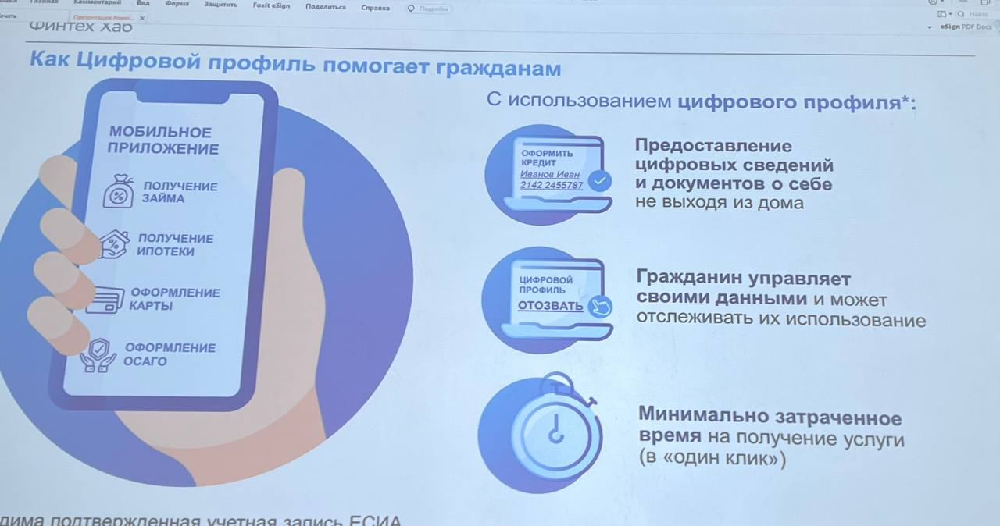 Главная Комментарий Вид Форма Защитить Foxit eSign Поделиться Справка Подробн
Презентация Power...
Найти
eSign PDF Docs
Финтех Хаб
Как Цифровой профиль помогает гражданам
МОБИЛЬНОЕ
ПРИЛОЖЕНИЕ
ПОЛУЧЕНИЕ
ЗАЙМА
ПОЛУЧЕНИЕ
ИПОТЕКИ
ОФОРМЛЕНИЕ
КАРТЫ
ОФОРМЛЕНИЕ
ОСАГО
С использованием цифрового профиля*:
ОФОРМИТЬ
КРЕДИТ
Иванов Иван
2142 2455787
Предоставление
цифровых сведений
и документов о себе
не выходя из дома
ЦИФРОВОЙ
ПРОФИЛЬ
ОТОЗВАТЬ
Гражданин управляет
своими данными и может
отслеживать их использование
Минимально затраченное
время на получение услуги
(в «один клик»)
дима подтвержденная учетная запись ЕСИА